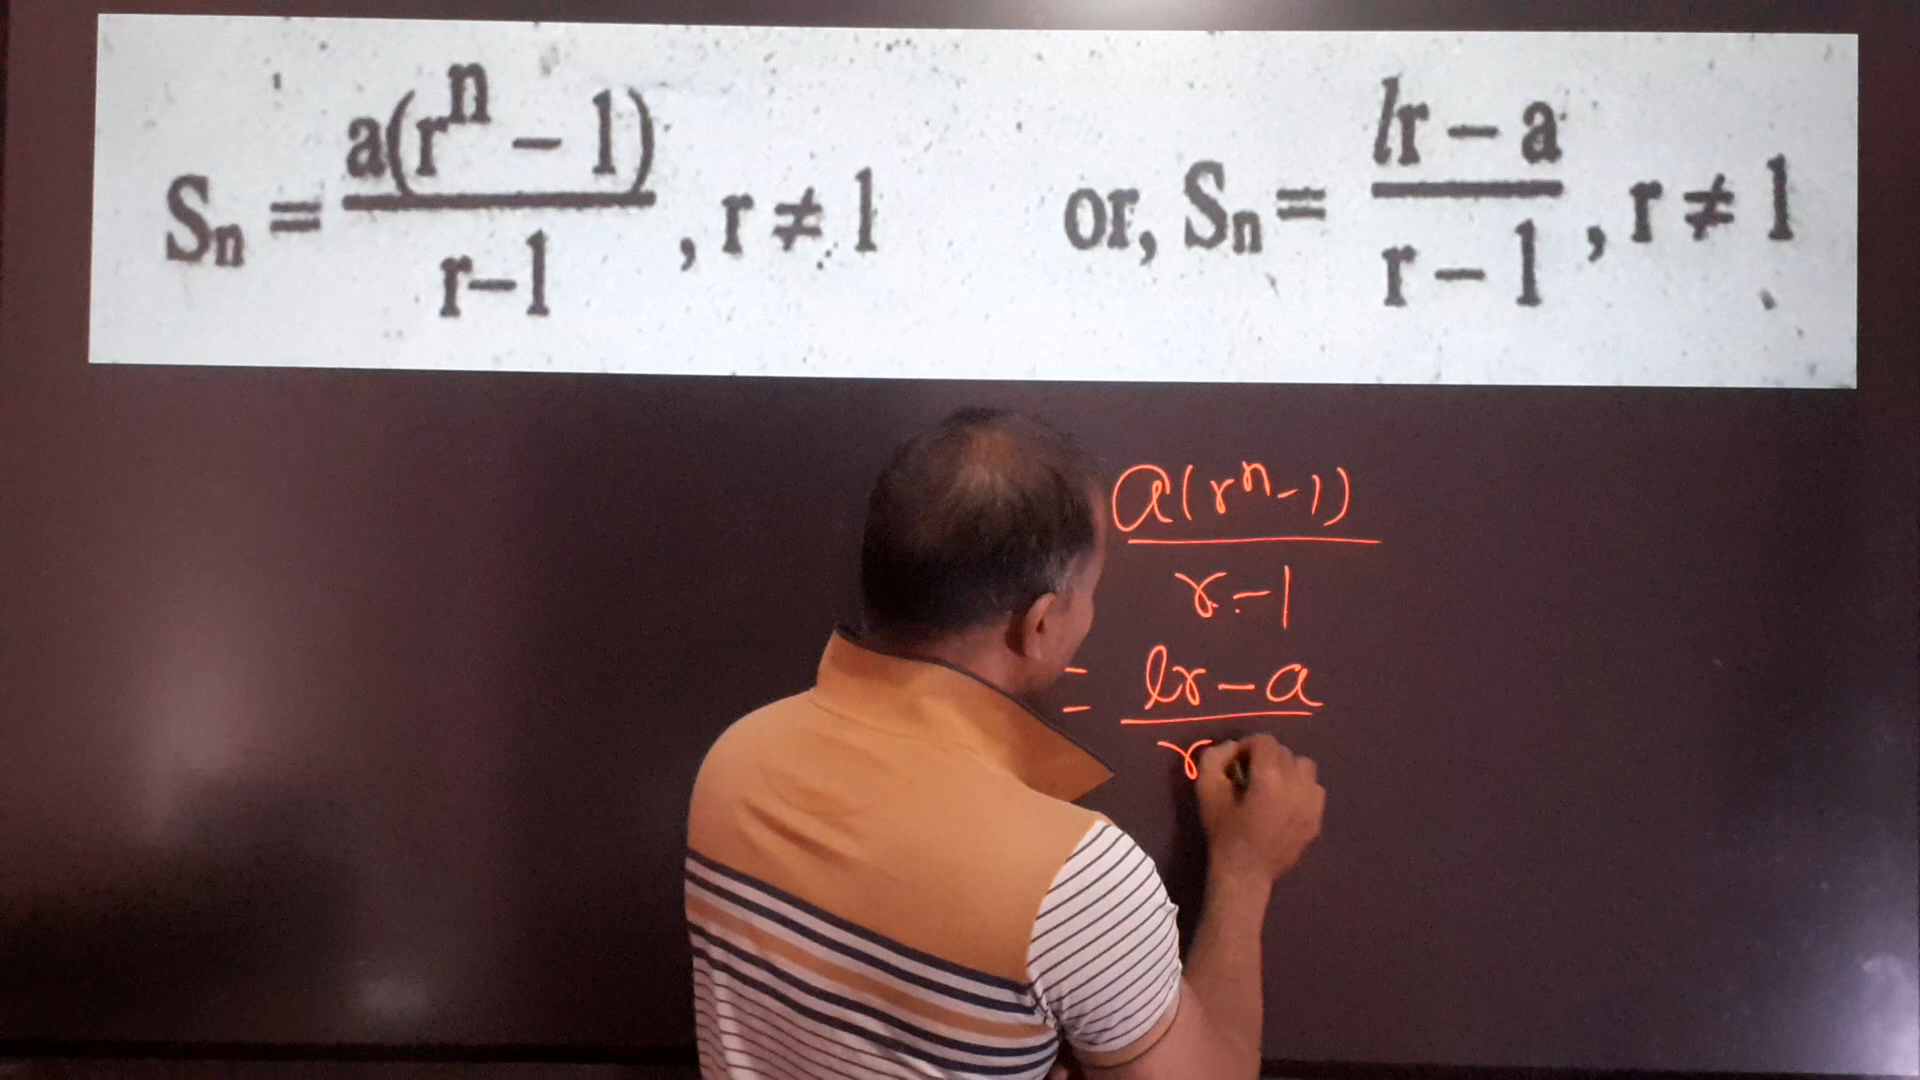 Sn = a(r^n – 1) / r–1 , r ≠ 1 or, Sn = lr – a / r – 1 , r ≠ 1
a(r^n - 1) / r - 1
= lr - a / r